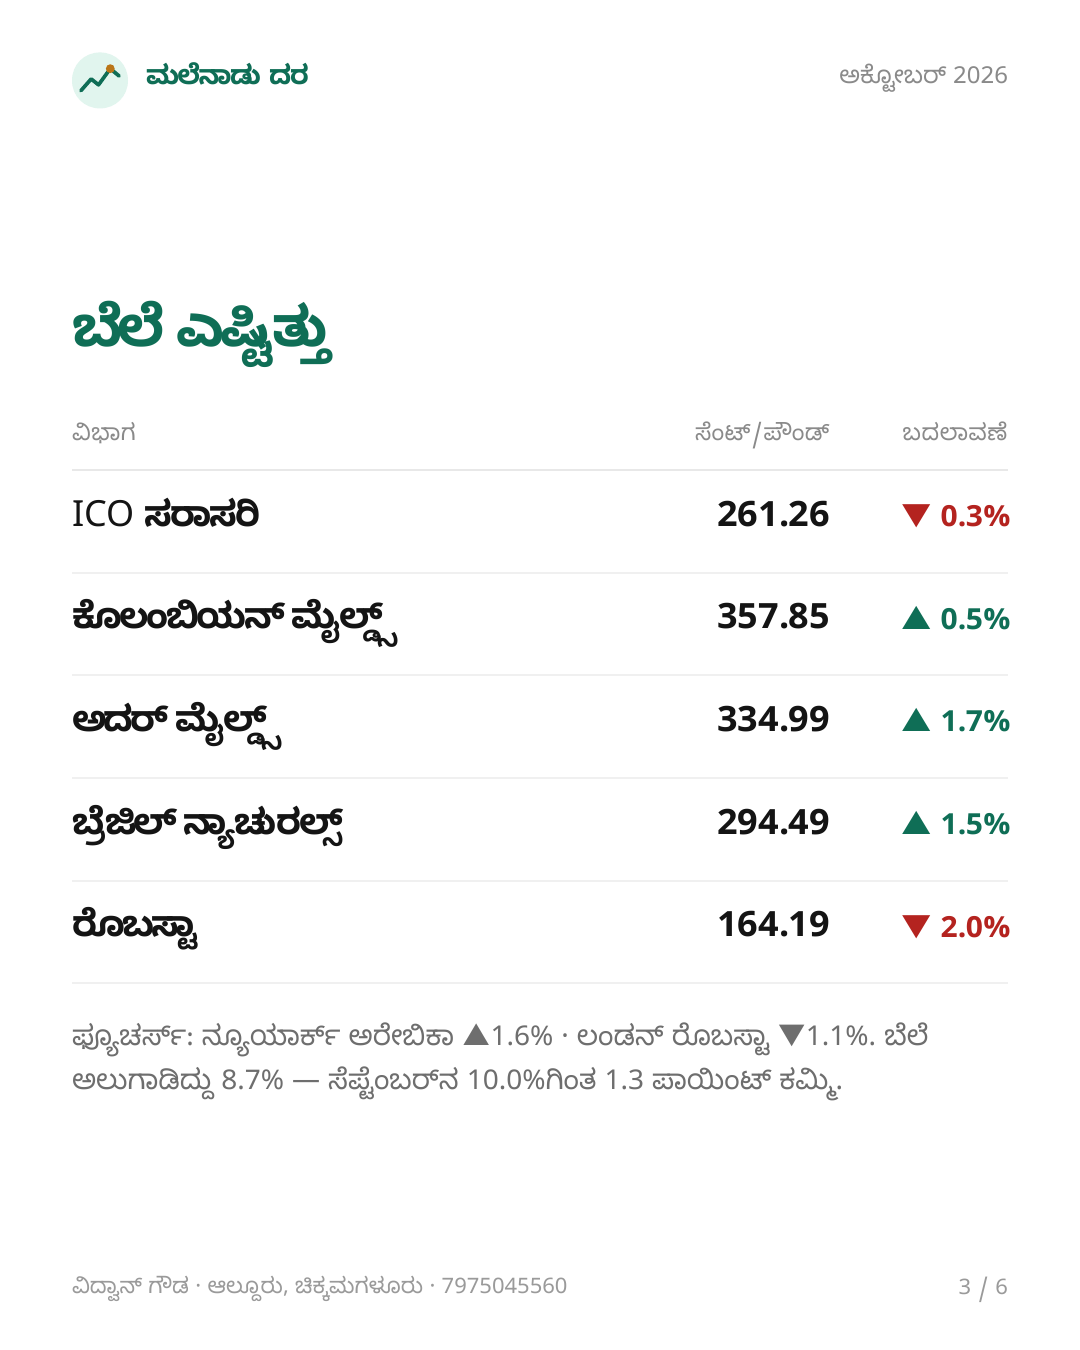 ಮಲೆನಾಡು ದರ
ಅಕ್ಟೋಬರ್ 2026
ಬೆಲೆ ಎಷ್ಟಿತ್ತು
ವಿಭಾಗ ಸೆಂಟ್/ಪೌಂಡ್ ಬದಲಾವಣೆ
ICO ಸರಾಸರಿ 261.26 ▼ 0.3%
ಕೊಲಂಬಿಯನ್ ಮೈಲ್ಡ್ಸ್ 357.85 ▲ 0.5%
ಅದರ್ ಮೈಲ್ಡ್ಸ್ 334.99 ▲ 1.7%
ಬ್ರೆಜಿಲ್ ನ್ಯಾಚುರಲ್ಸ್ 294.49 ▲ 1.5%
ರೊಬಸ್ಟಾ 164.19 ▼ 2.0%
ಫ್ಯೂಚರ್ಸ್: ನ್ಯೂಯಾರ್ಕ್ ಅರೇಬಿಕಾ ▲1.6% · ಲಂಡನ್ ರೊಬಸ್ಟಾ ▼1.1%. ಬೆಲೆ
ಅಲುಗಾಡಿದ್ದು 8.7% — ಸೆಪ್ಟೆಂಬರ್‌ನ 10.0%ಗಿಂತ 1.3 ಪಾಯಿಂಟ್ ಕಮ್ಮಿ.
ವಿದ್ವಾನ್ ಗೌಡ · ಆಲ್ದೂರು, ಚಿಕ್ಕಮಗಳೂರು · 7975045560
3 / 6